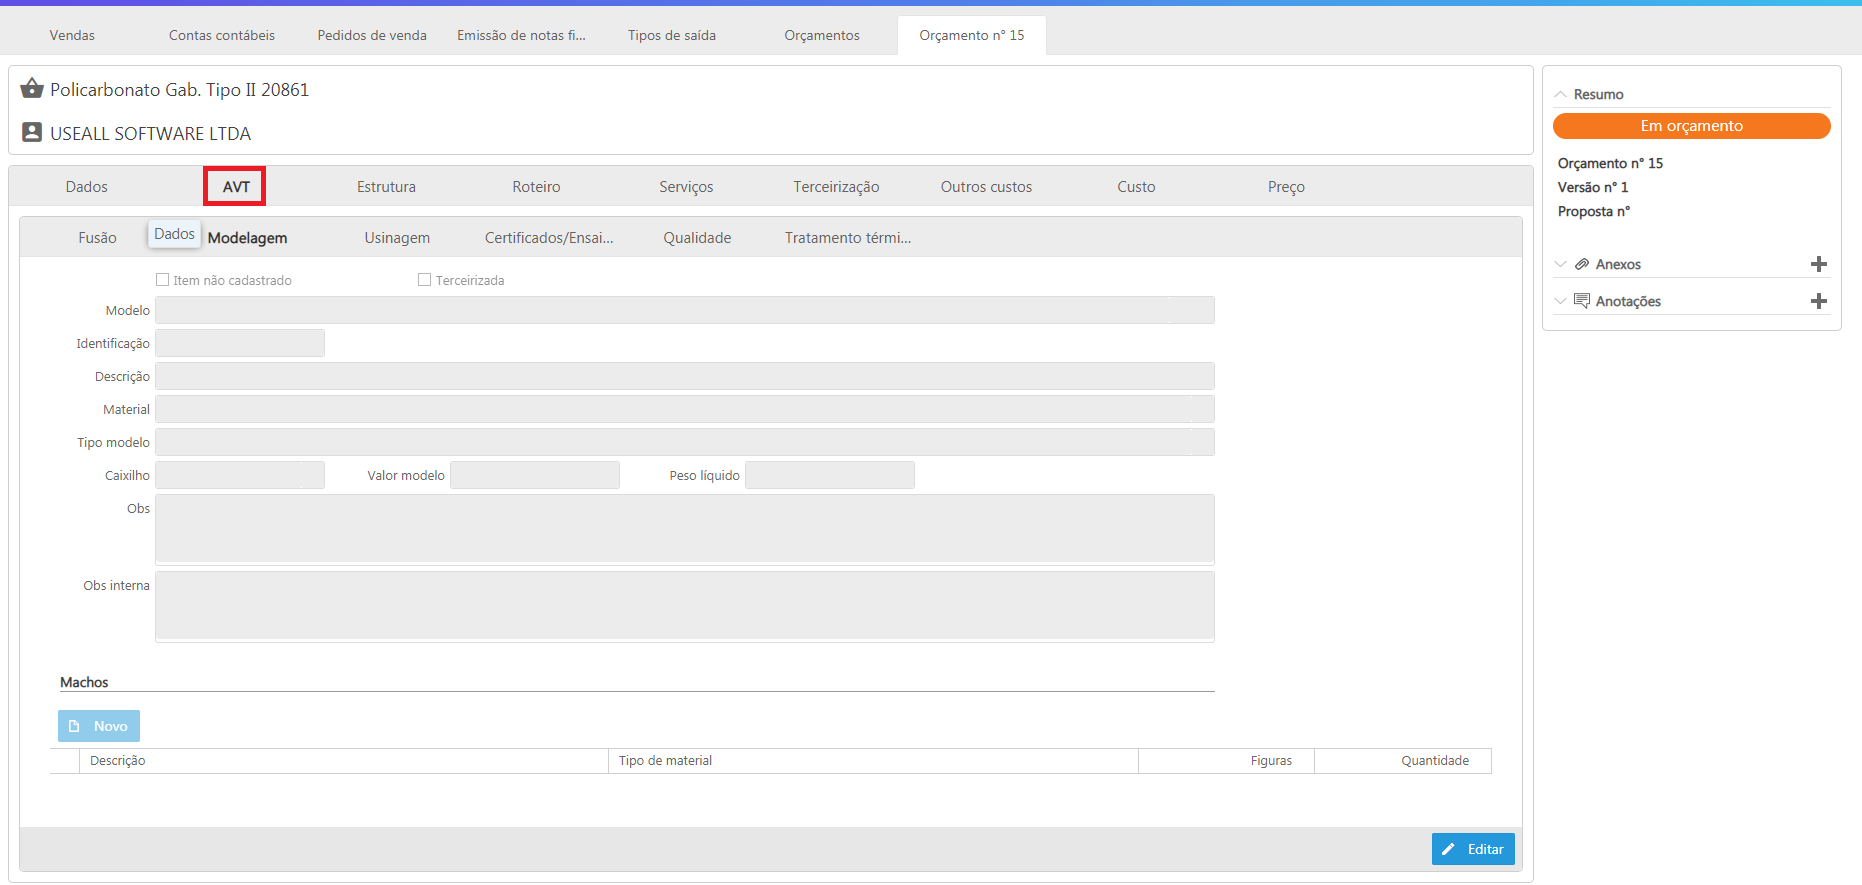 Vendas Contas contábeis Pedidos de venda Emissão de notas fi... Tipos de saída Orçamentos Orçamento n° 15
Policarbonato Gab. Tipo II 20861
USEALL SOFTWARE LTDA
Dados AVT Estrutura Roteiro Serviços Terceirização Outros custos Custo Preço
Fusão Dados Modelagem Usinagem Certificados/Ensai... Qualidade Tratamento térmi...
Item não cadastrado Terceirizada
Modelo
Identificação
Descrição
Material
Tipo modelo
Caixilho Valor modelo Peso líquido
Obs
Obs interna
Machos
Novo
Descrição Tipo de material Figuras Quantidade
Editar
Resumo
Em orçamento
Orçamento n° 15
Versão n° 1
Proposta n°
Anexos
Anotações